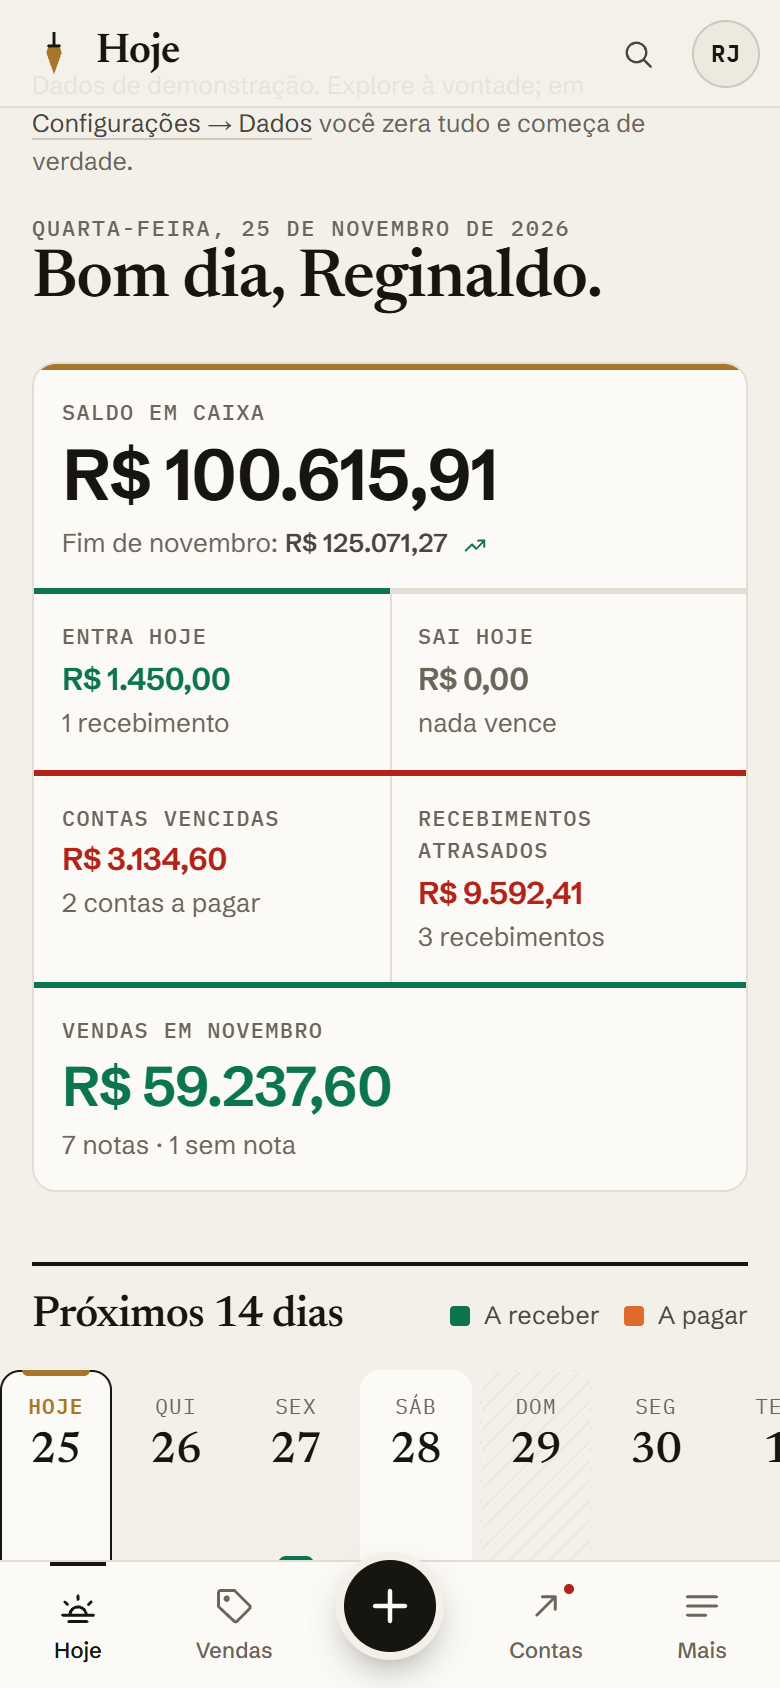 Hoje
RJ
Dados de demonstração. Explore à vontade; em
Configurações → Dados você zera tudo e começa de
verdade.
QUARTA-FEIRA, 25 DE NOVEMBRO DE 2026
Bom dia, Reginaldo.
SALDO EM CAIXA
R$ 100.615,91
Fim de novembro: R$ 125.071,27
ENTRA HOJE
R$ 1.450,00
1 recebimento
SAI HOJE
R$ 0,00
nada vence
CONTAS VENCIDAS
R$ 3.134,60
2 contas a pagar
RECEBIMENTOS
ATRASADOS
R$ 9.592,41
3 recebimentos
VENDAS EM NOVEMBRO
R$ 59.237,60
7 notas · 1 sem nota
Próximos 14 dias
A receber
A pagar
HOJE
25
QUI
26
SEX
27
SÁB
28
DOM
29
SEG
30
TE
1
Hoje
Vendas
Contas
Mais